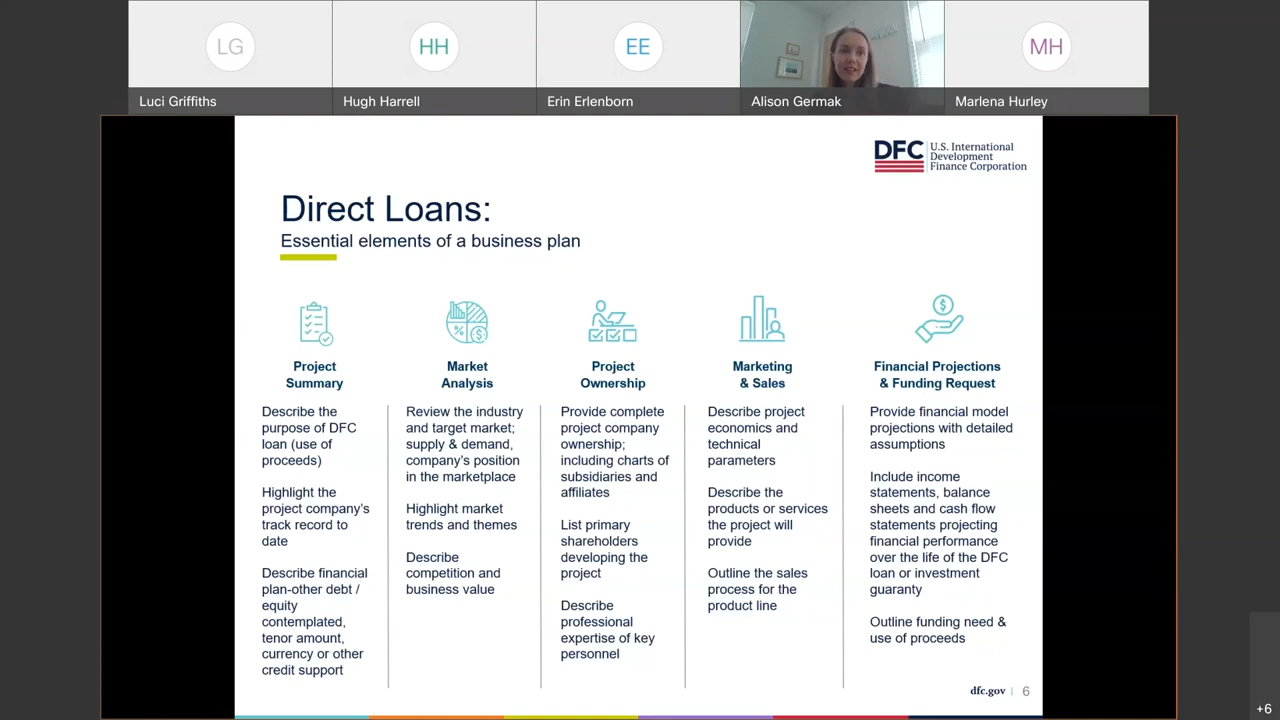 LG
HH
EE
MH
Luci Griffiths
Hugh Harrell
Erin Erlenborn
Alison Germak
Marlena Hurley
DFC
U.S. International
Development
Finance Corporation
Direct Loans:
Essential elements of a business plan
Project
Summary
Describe the
purpose of DFC
loan (use of
proceeds)
Highlight the
project company's
track record to
date
Describe financial
plan-other debt /
equity
contemplated,
tenor amount,
currency or other
credit support
%
$
Market
Analysis
Review the industry
and target market;
supply & demand,
company's position
in the marketplace
Highlight market
trends and themes
Describe
competition and
business value
Project
Ownership
Provide complete
project company
ownership;
including charts of
subsidiaries and
affiliates
List primary
shareholders
developing the
project
Describe
professional
expertise of key
personnel
Marketing
& Sales
Describe project
economics and
technical
parameters
Describe the
products or services
the project will
provide
Outline the sales
process for the
product line
$
Financial Projections
& Funding Request
Provide financial model
projections with detailed
assumptions
Include income
statements, balance
sheets and cash flow
statements projecting
financial performance
over the life of the DFC
loan or investment
guaranty
Outline funding need &
use of proceeds
dfc.gov | 6
+6